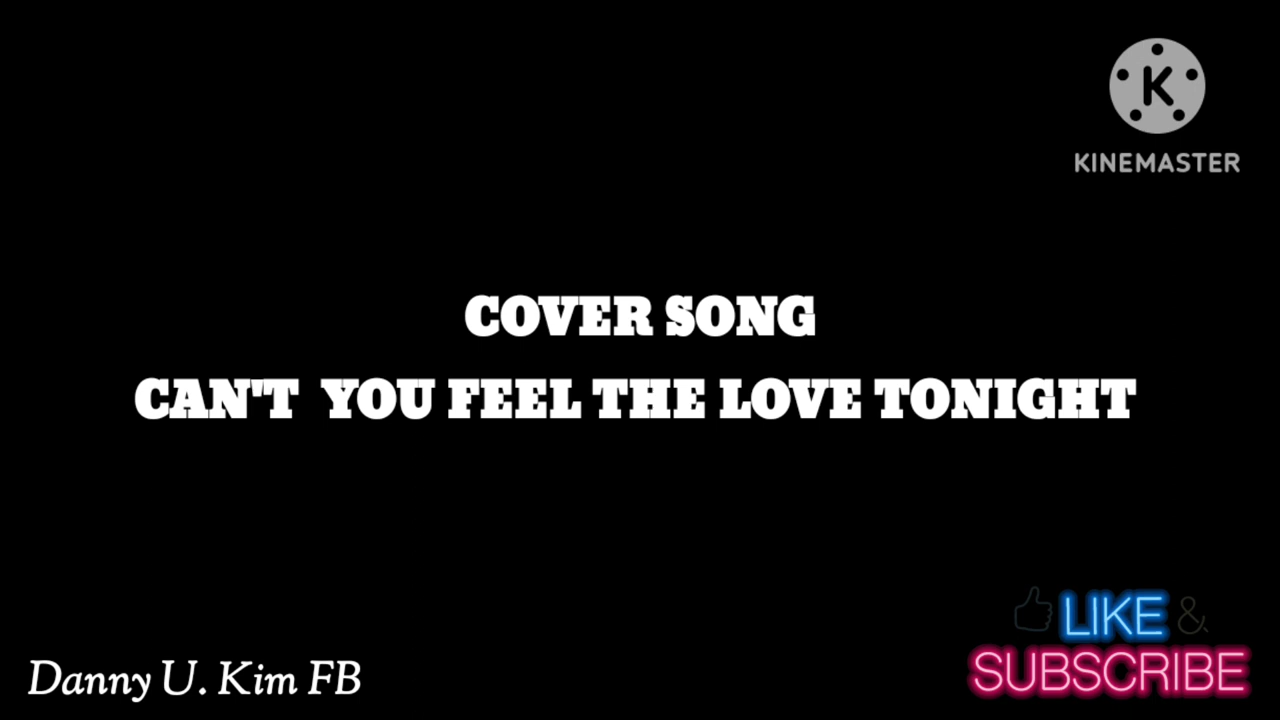 K
KINEMASTER
COVER SONG
CAN'T YOU FEEL THE LOVE TONIGHT
LIKE &
SUBSCRIBE
Danny U. Kim FB